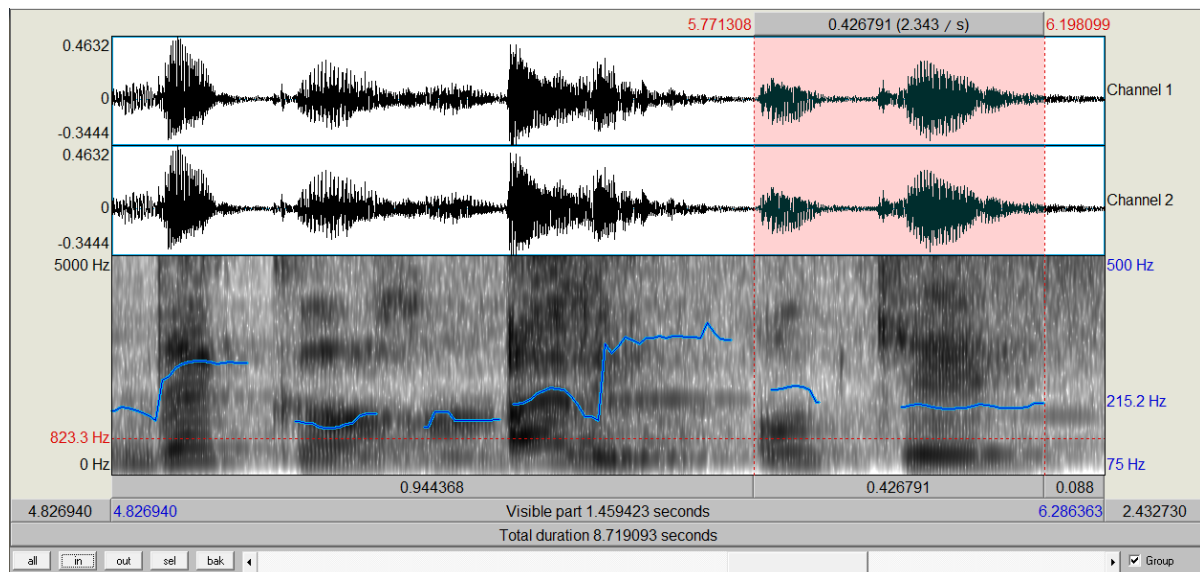 5.771308 0.426791 (2.343 / s) 6.198099
0.4632
0
-0.3444
Channel 1
0.4632
0
-0.3444
Channel 2
5000 Hz 500 Hz
215.2 Hz
823.3 Hz
0 Hz 75 Hz
0.944368 0.426791 0.088
4.826940 4.826940 Visible part 1.459423 seconds 6.286363 2.432730
Total duration 8.719093 seconds
all in out sel bak Group